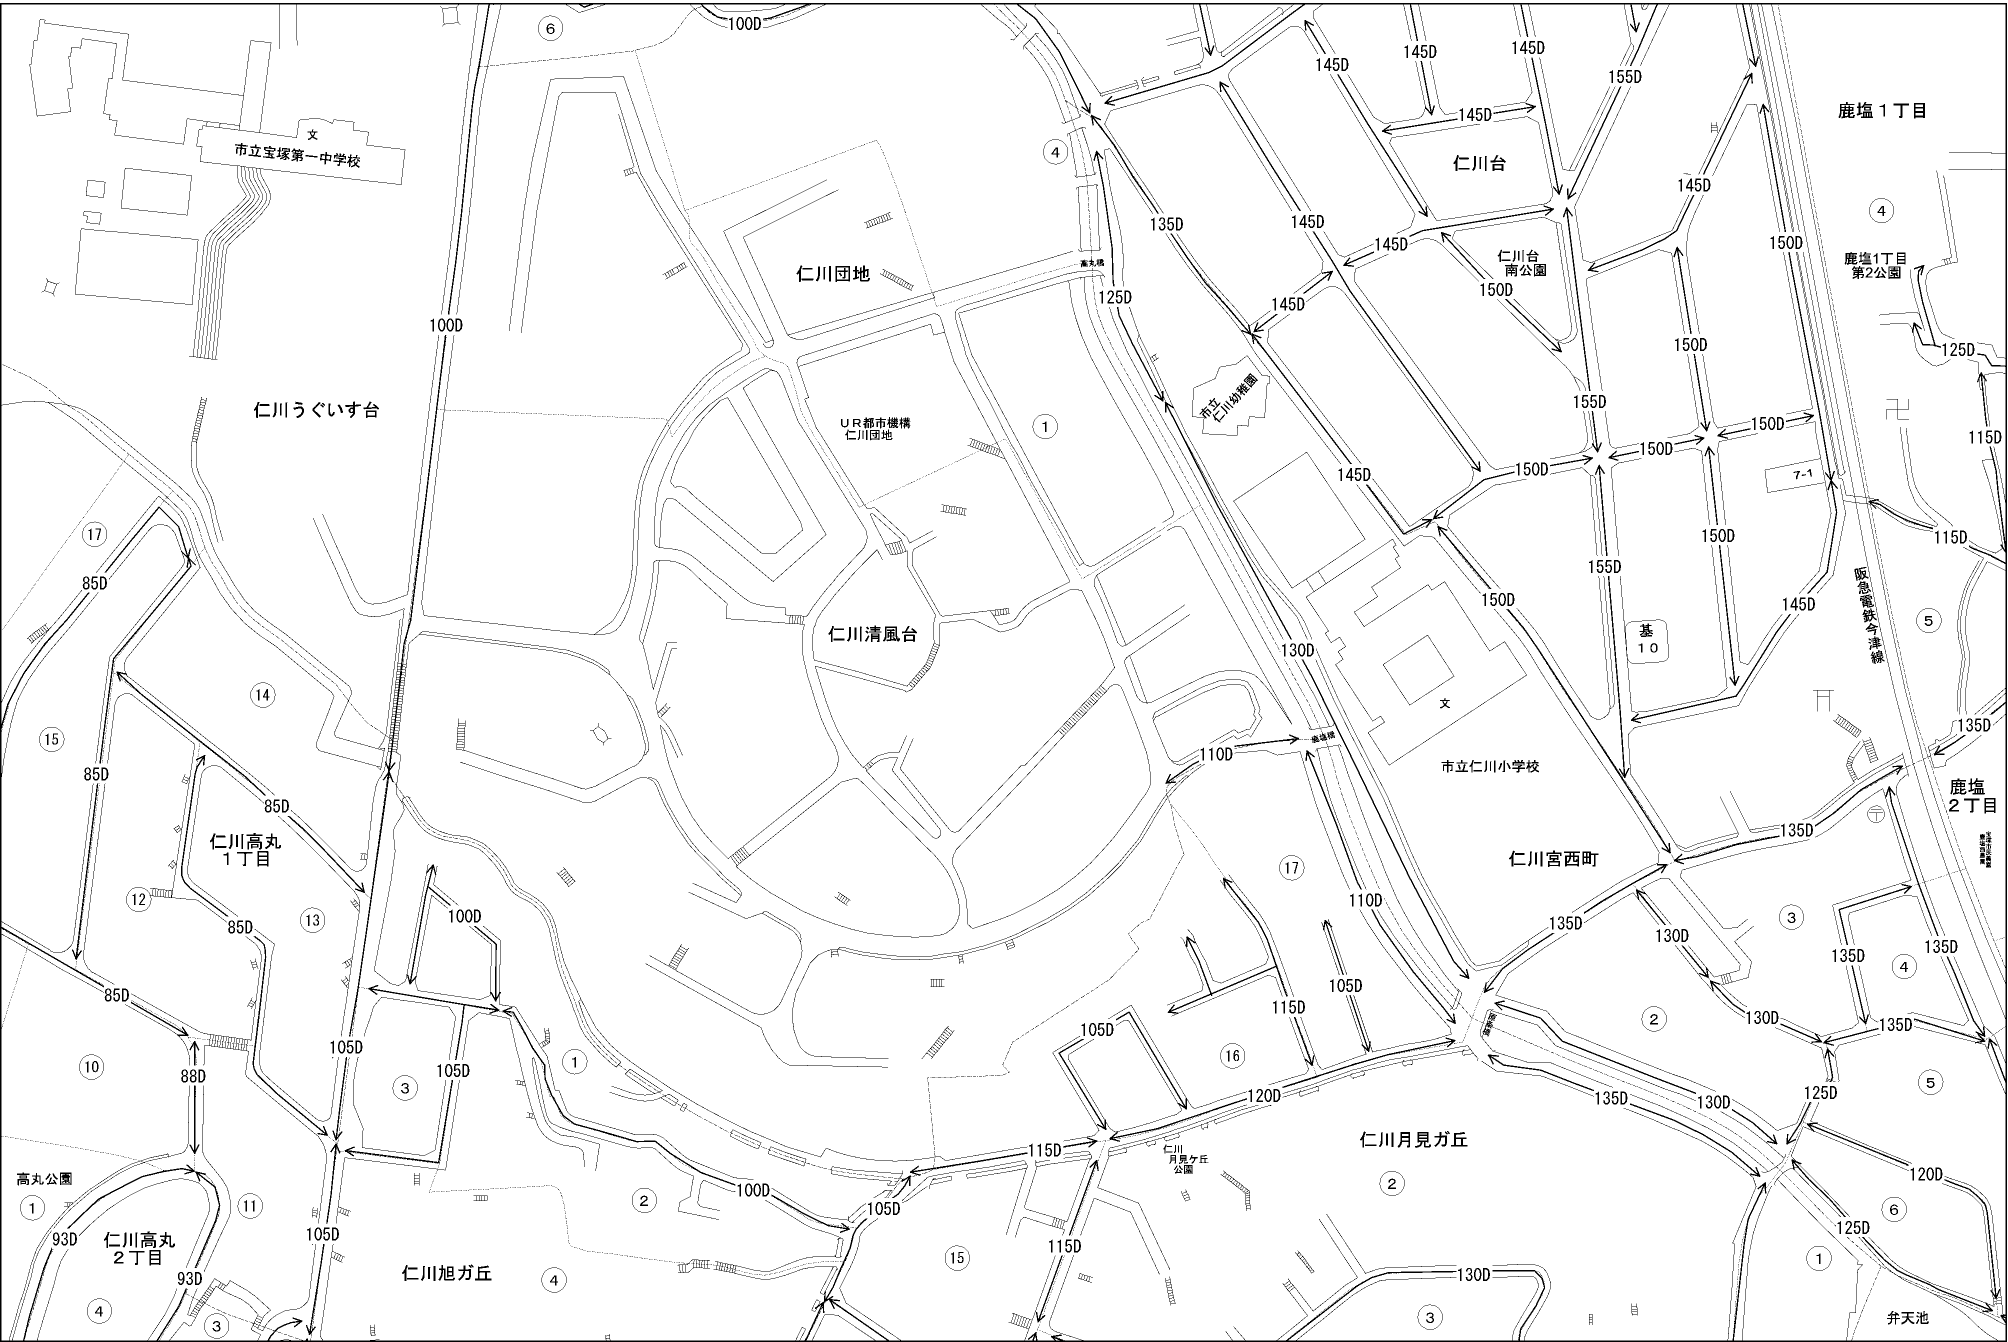 100D
6
145D
145D
145D
155D
鹿塩1丁目
145D
文
市立宝塚第一中学校
4
仁川台
145D
4
135D
145D
145D
150D
仁川団地
高丸橋
仁川台
南公園
鹿塩1丁目
第2公園
150D
125D
145D
100D
150D
125D
仁川うぐいす台
UR都市機構
仁川団地
1
市立
仁川幼稚園
155D
150D
150D
115D
150D
145D
7-1
17
85D
150D
155D
115D
阪急電鉄今津線
150D
145D
基
10
5
仁川清風台
130D
14
15
文
135D
鹿塩橋
110D
市立仁川小学校
85D
85D
鹿塩
2丁目
仁川高丸
1丁目
135D
仁川宮西町
17
12
13
85D
100D
110D
135D
130D
3
135D
135D
4
85D
105D
115D
105D
130D
2
135D
10
88D
105D
105D
3
1
16
120D
135D
130D
125D
5
仁川月見ガ丘
115D
仁川
月見ケ丘
公園
2
120D
高丸公園
1
11
100D
2
105D
6
125D
93D
仁川高丸
2丁目
105D
115D
15
1
93D
仁川旭ガ丘
4
130D
4
3
3
弁天池